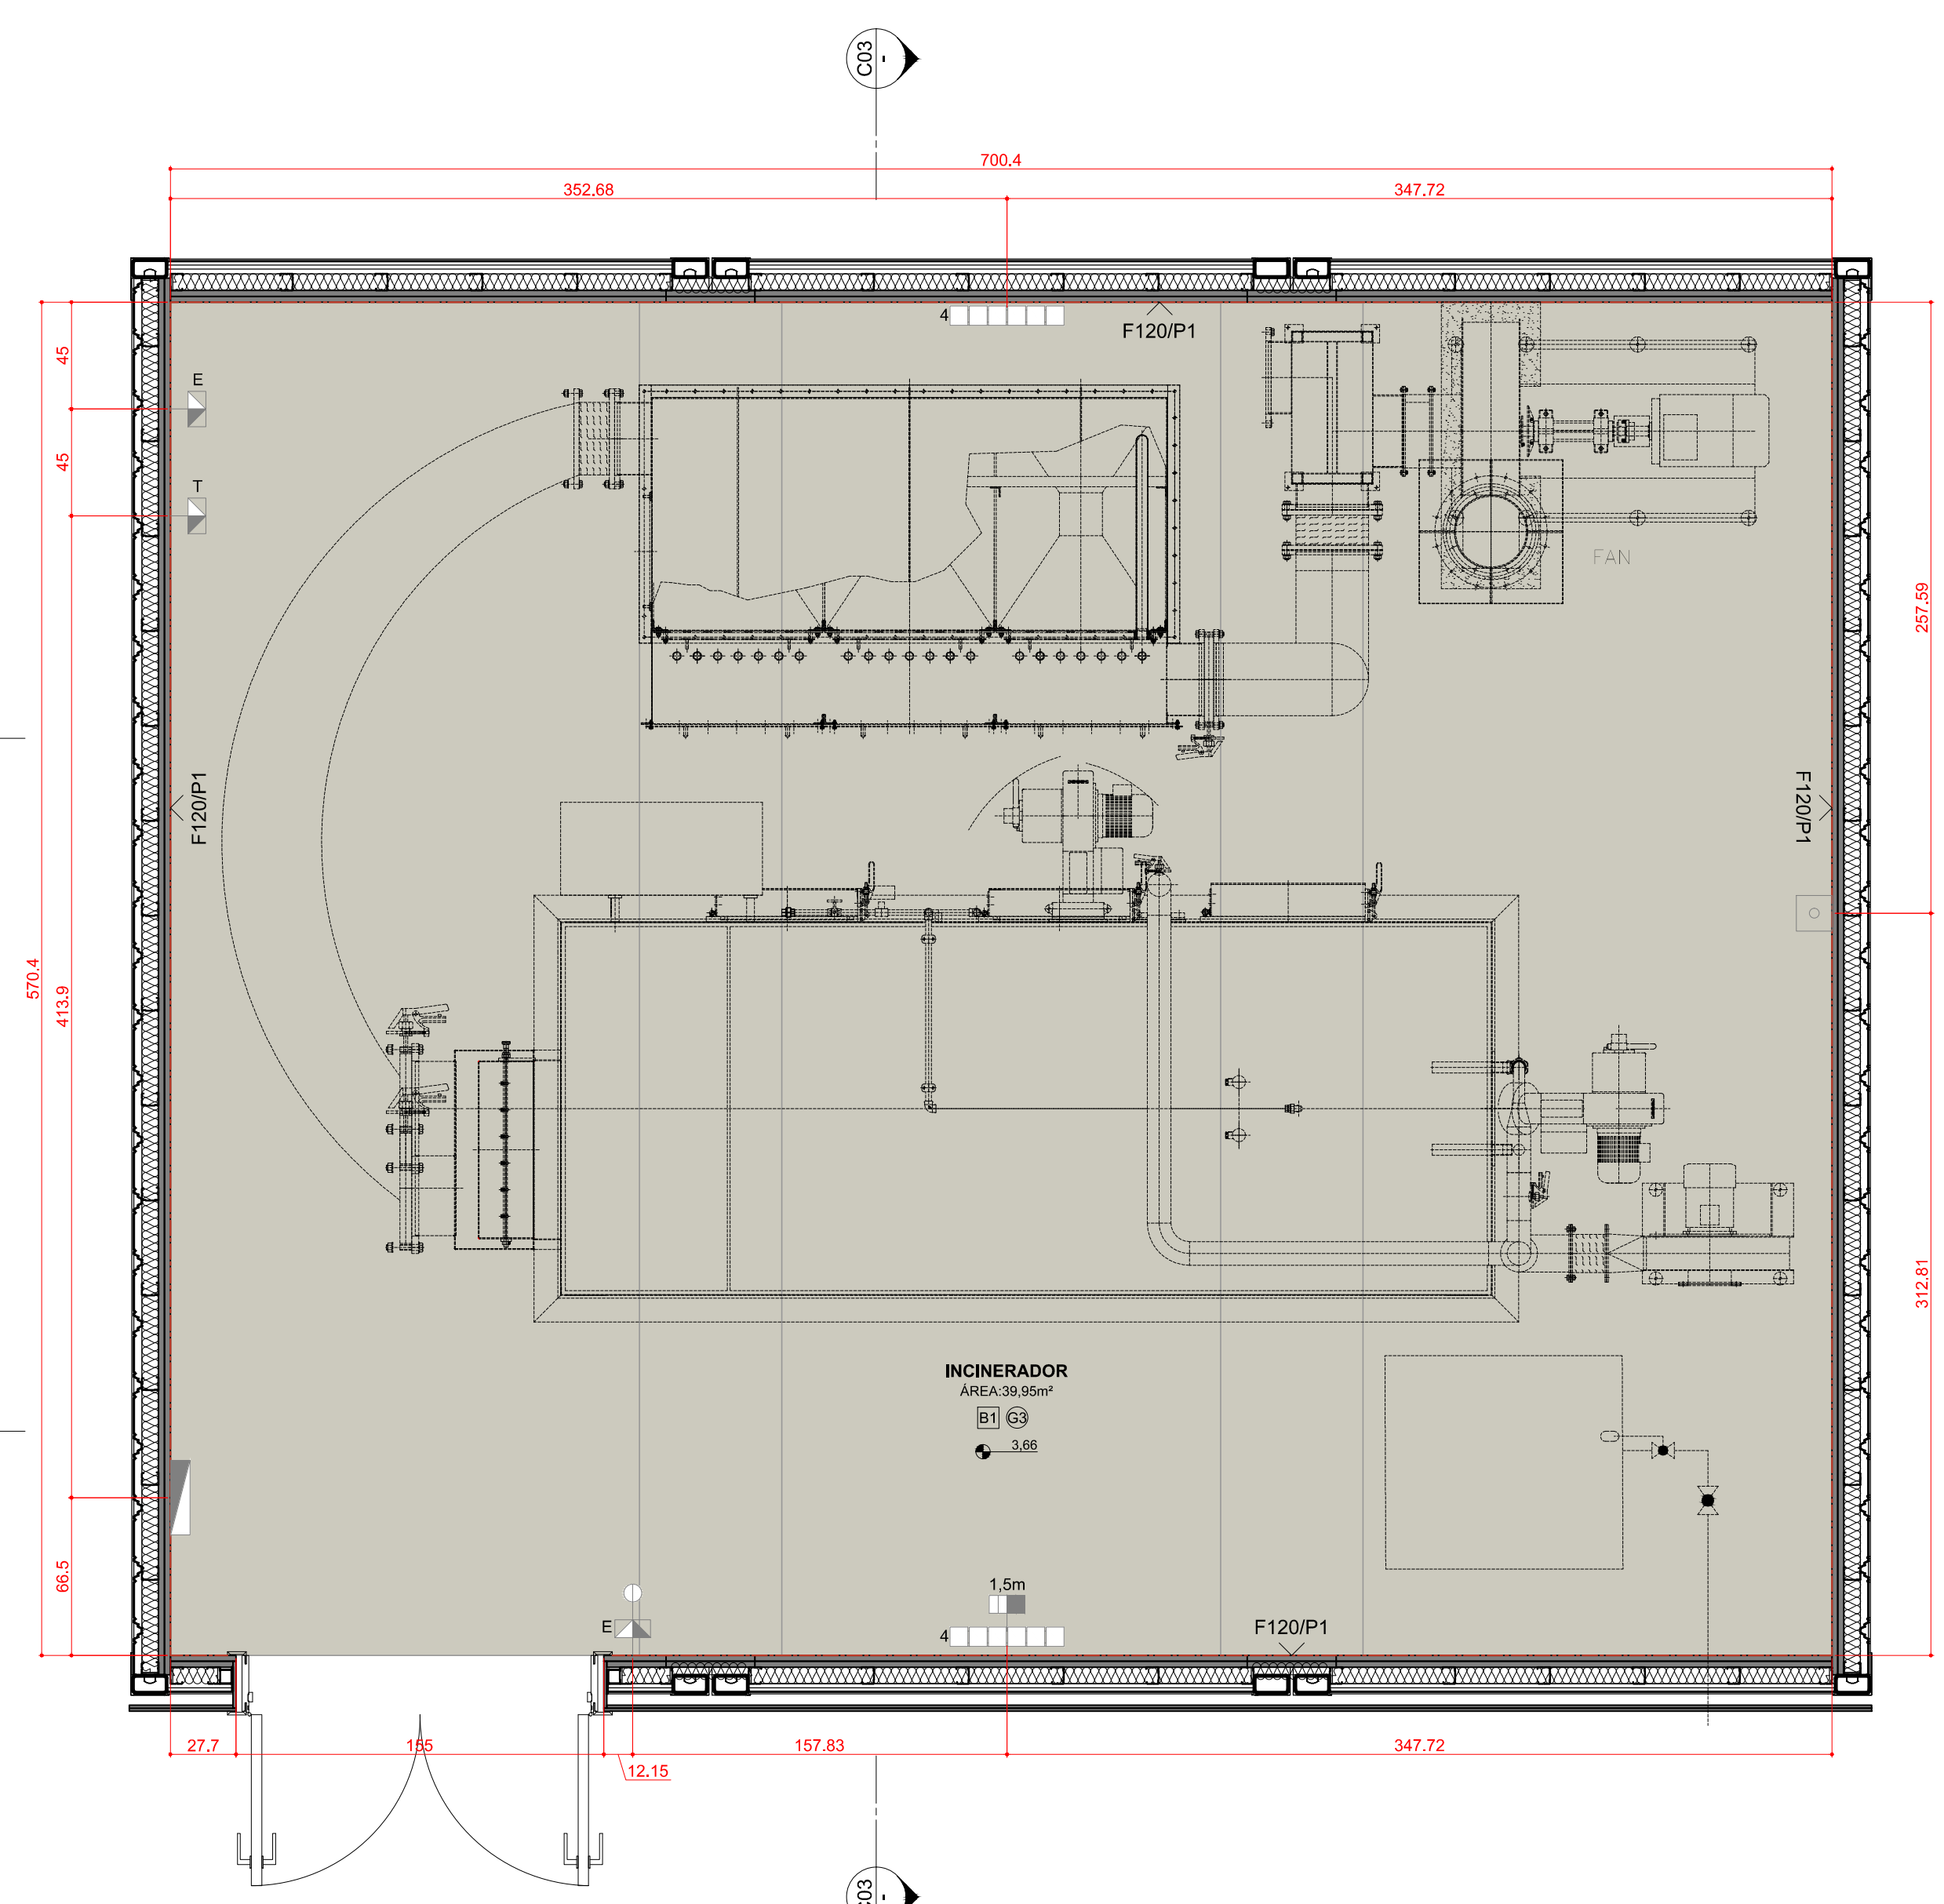 C03
-
700.4
352.68
347.72
4
F120/P1
45
E
45
T
FAN
257.59
F120/P1
F120/P1
570.4
413.9
INCINERADOR
ÁREA:39,95m²
B1 G3
3,66
312.81
66.5
1,5m
E
4
F120/P1
27.7
155
157.83
347.72
12.15
C03
-